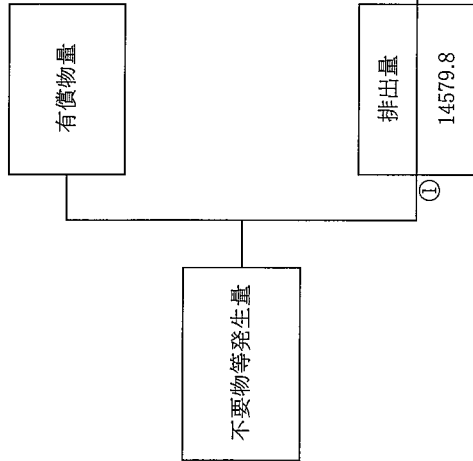 有償物量
不要物等発生量
排出量
①
14579.8